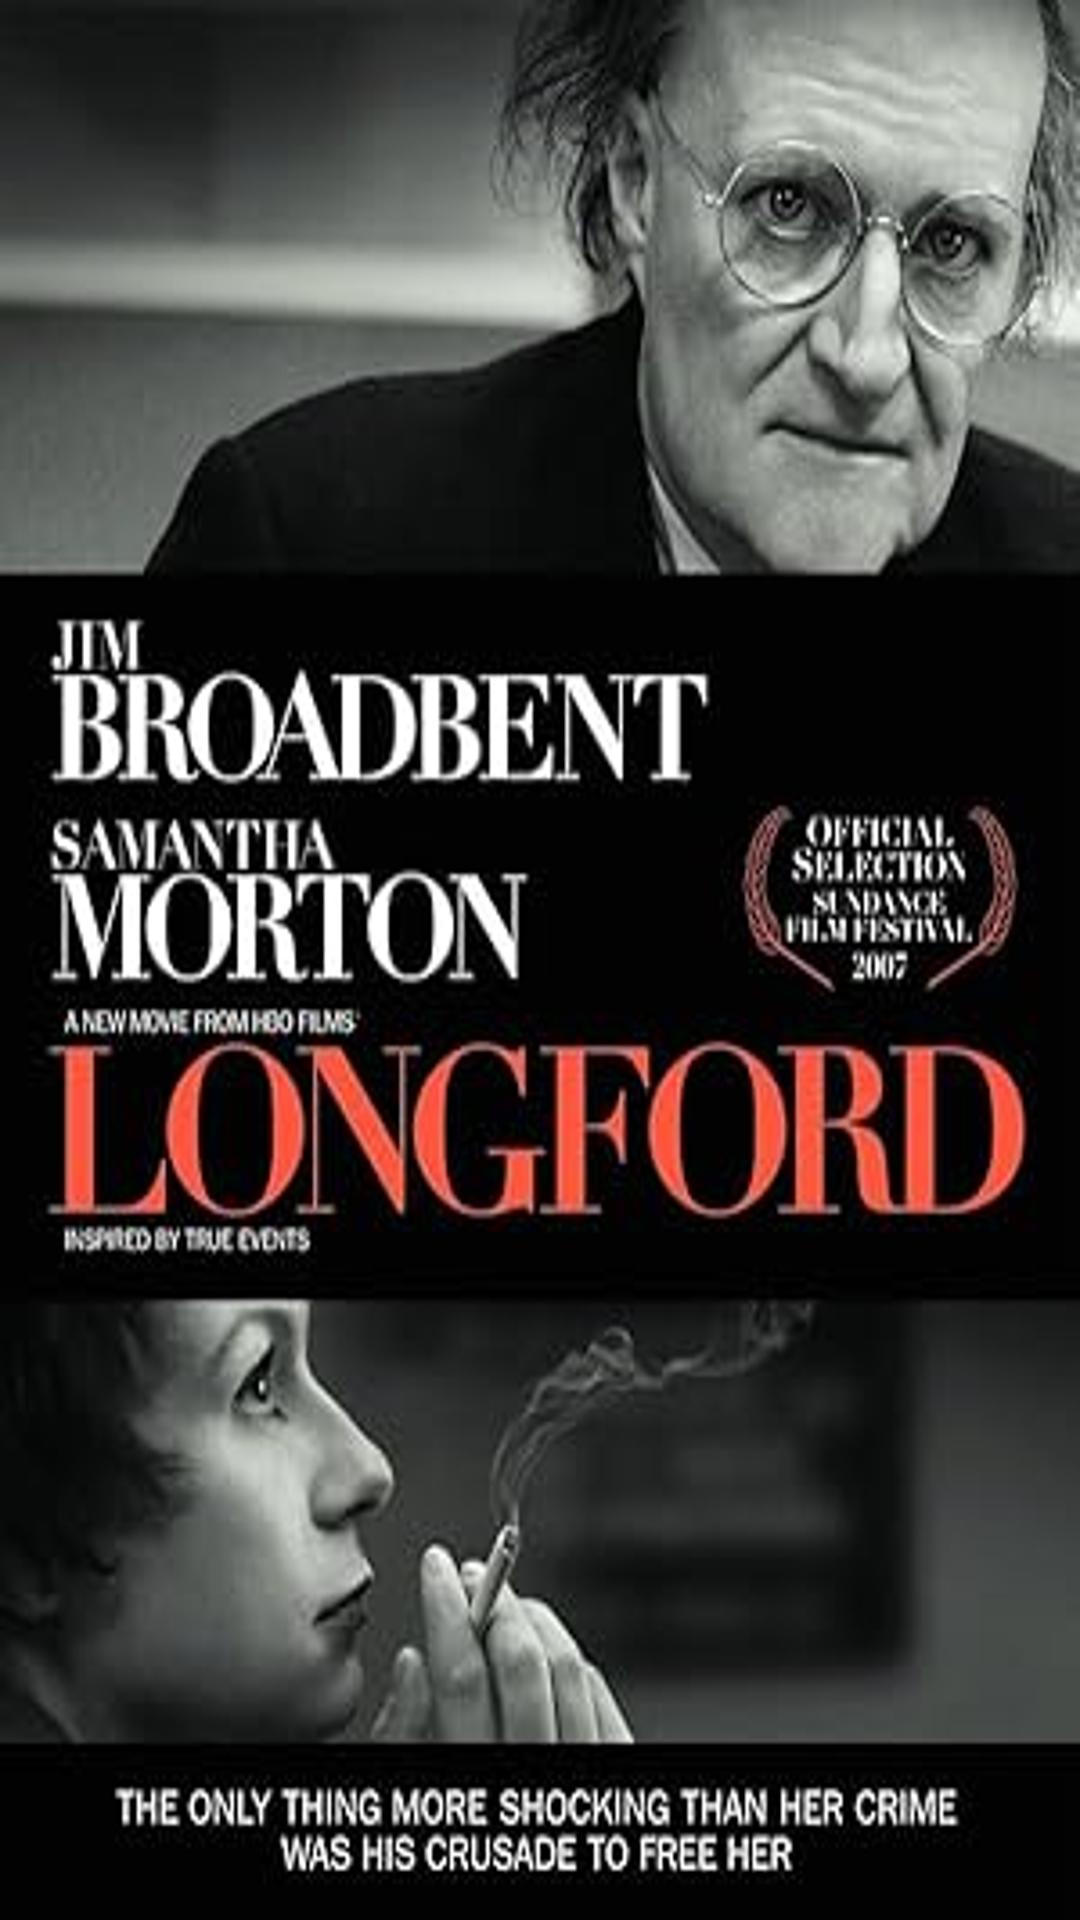 JIM
BROADBENT
SAMANTHA
MORTON
OFFICIAL
SELECTION
SUNDANCE
FILM FESTIVAL
2007
A NEW MOVIE FROM HBO FILMS
LONGFORD
INSPIRED BY TRUE EVENTS
THE ONLY THING MORE SHOCKING THAN HER CRIME
WAS HIS CRUSADE TO FREE HER